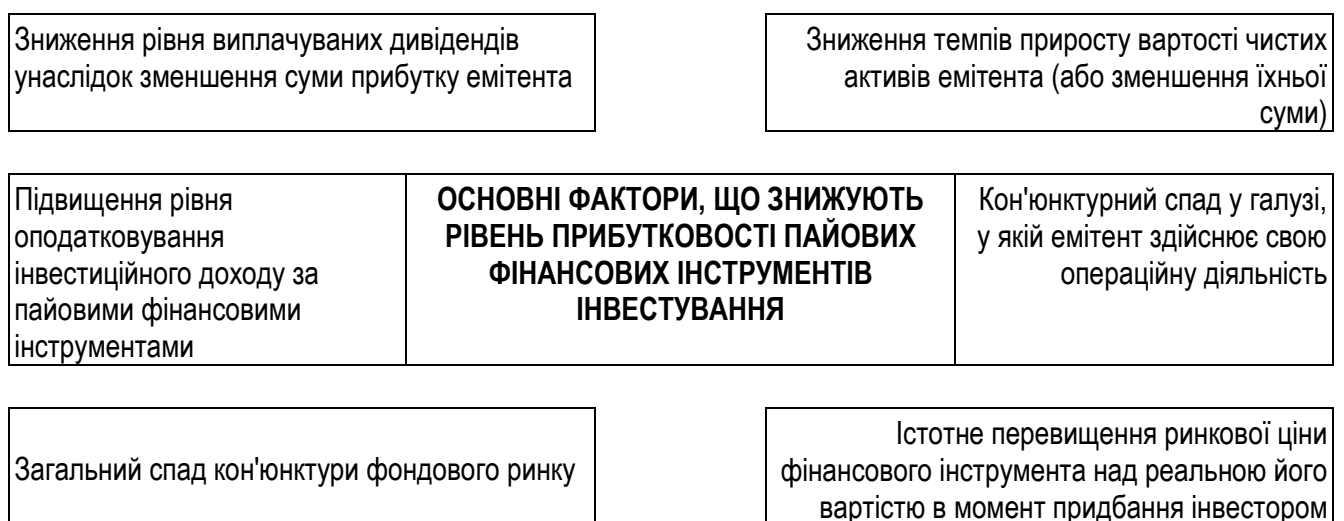 Зниження рівня виплачуваних дивідендів
унаслідок зменшення суми прибутку емітента
Зниження темпів приросту вартості чистих
активів емітента (або зменшення їхньої
суми)
Підвищення рівня
оподатковування
інвестиційного доходу за
пайовими фінансовими
інструментами
ОСНОВНІ ФАКТОРИ, ЩО ЗНИЖУЮТЬ
РІВЕНЬ ПРИБУТКОВОСТІ ПАЙОВИХ
ФІНАНСОВИХ ІНСТРУМЕНТІВ
ІНВЕСТУВАННЯ
Кон'юнктурний спад у галузі,
у якій емітент здійснює свою
операційну діяльність
Загальний спад кон'юнктури фондового ринку
Істотне перевищення ринкової ціни
фінансового інструмента над реальною його
вартістю в момент придбання інвестором